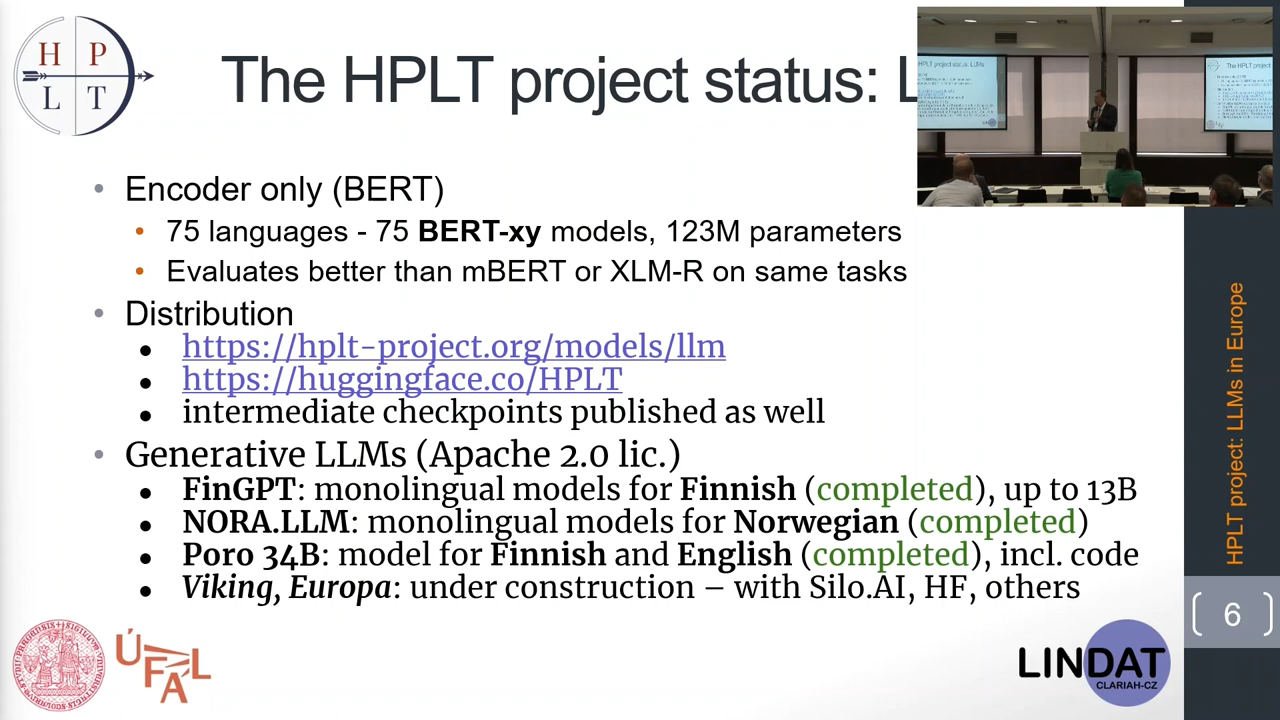 H P
L T
The HPLT project status: L
Encoder only (BERT)
75 languages - 75 BERT-xy models, 123M parameters
Evaluates better than mBERT or XLM-R on same tasks
Distribution
https://hplt-project.org/models/llm
https://huggingface.co/HPLT
intermediate checkpoints published as well
Generative LLMs (Apache 2.0 lic.)
FinGPT: monolingual models for Finnish (completed), up to 13B
NORA.LLM: monolingual models for Norwegian (completed)
Poro 34B: model for Finnish and English (completed), incl. code
Viking, Europa: under construction – with Silo.AI, HF, others
HPLT project: LLMs in Europe
6
ÚFAL
LINDAT
CLARIAH-CZ